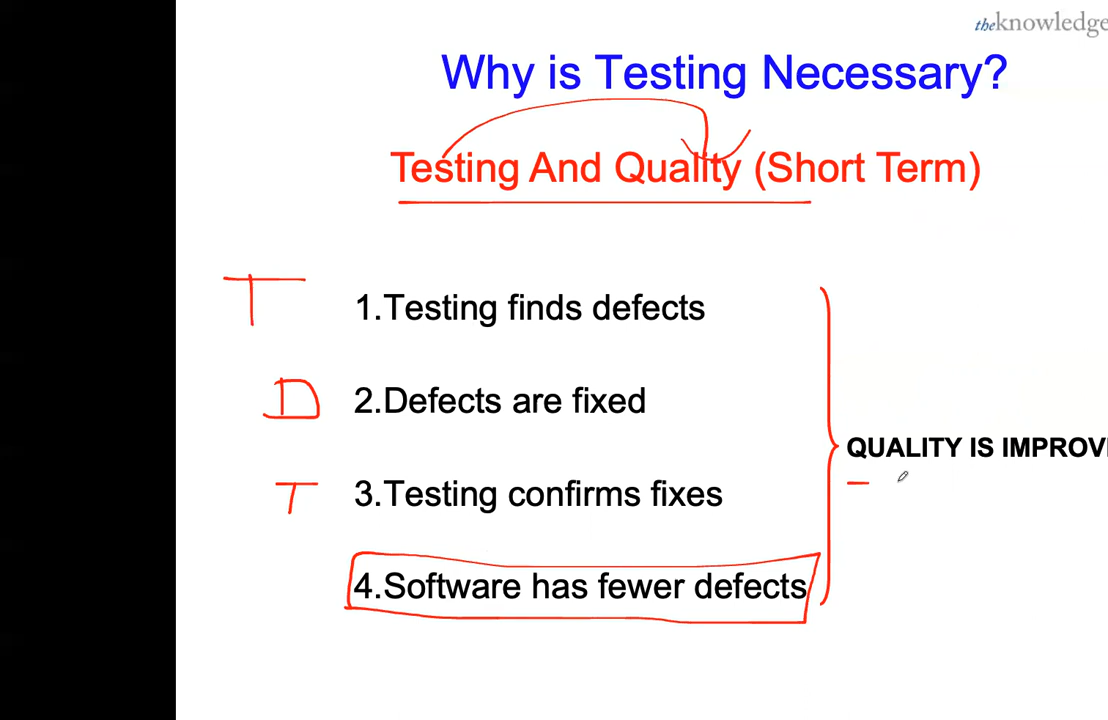 theknowledge
Why is Testing Necessary?
Testing And Quality (Short Term)
T 1.Testing finds defects
D 2.Defects are fixed
QUALITY IS IMPROV
T 3.Testing confirms fixes
4.Software has fewer defects